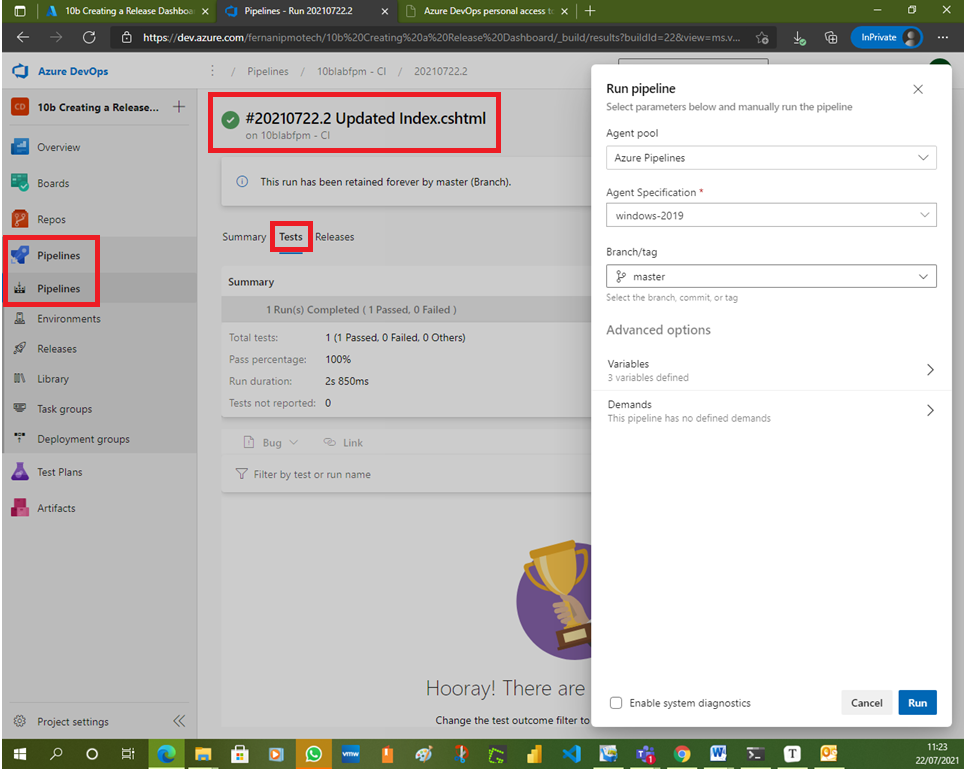 10b Creating a Release Dashboa
Pipelines - Run 20210722.2
Azure DevOps personal access to
https://dev.azure.com/fernanipmotech/10b%20Creating%20a%20Release%20Dashboard/_build/results?buildId=22&view=ms.v...
InPrivate
Azure DevOps
/ Pipelines / 10blabfpm - CI / 20210722.2
CD
10b Creating a Release...
Overview
Boards
Repos
Pipelines
Pipelines
Environments
Releases
Library
Task groups
Deployment groups
Test Plans
Artifacts
Project settings
#20210722.2 Updated Index.cshtml
on 10blabfpm - CI
This run has been retained forever by master (Branch).
Summary Tests Releases
Summary
1 Run(s) Completed ( 1 Passed, 0 Failed )
Total tests: 1 (1 Passed, 0 Failed, 0 Others)
Pass percentage: 100%
Run duration: 2s 850ms
Tests not reported: 0
Bug
Link
Filter by test or run name
Hooray! There are
Change the test outcome filter to
Run pipeline
Select parameters below and manually run the pipeline
Agent pool
Azure Pipelines
Agent Specification *
windows-2019
Branch/tag
master
Select the branch, commit, or tag
Advanced options
Variables
3 variables defined
Demands
This pipeline has no defined demands
Enable system diagnostics
Cancel
Run
vmw
1
W
T
11:23
22/07/2021